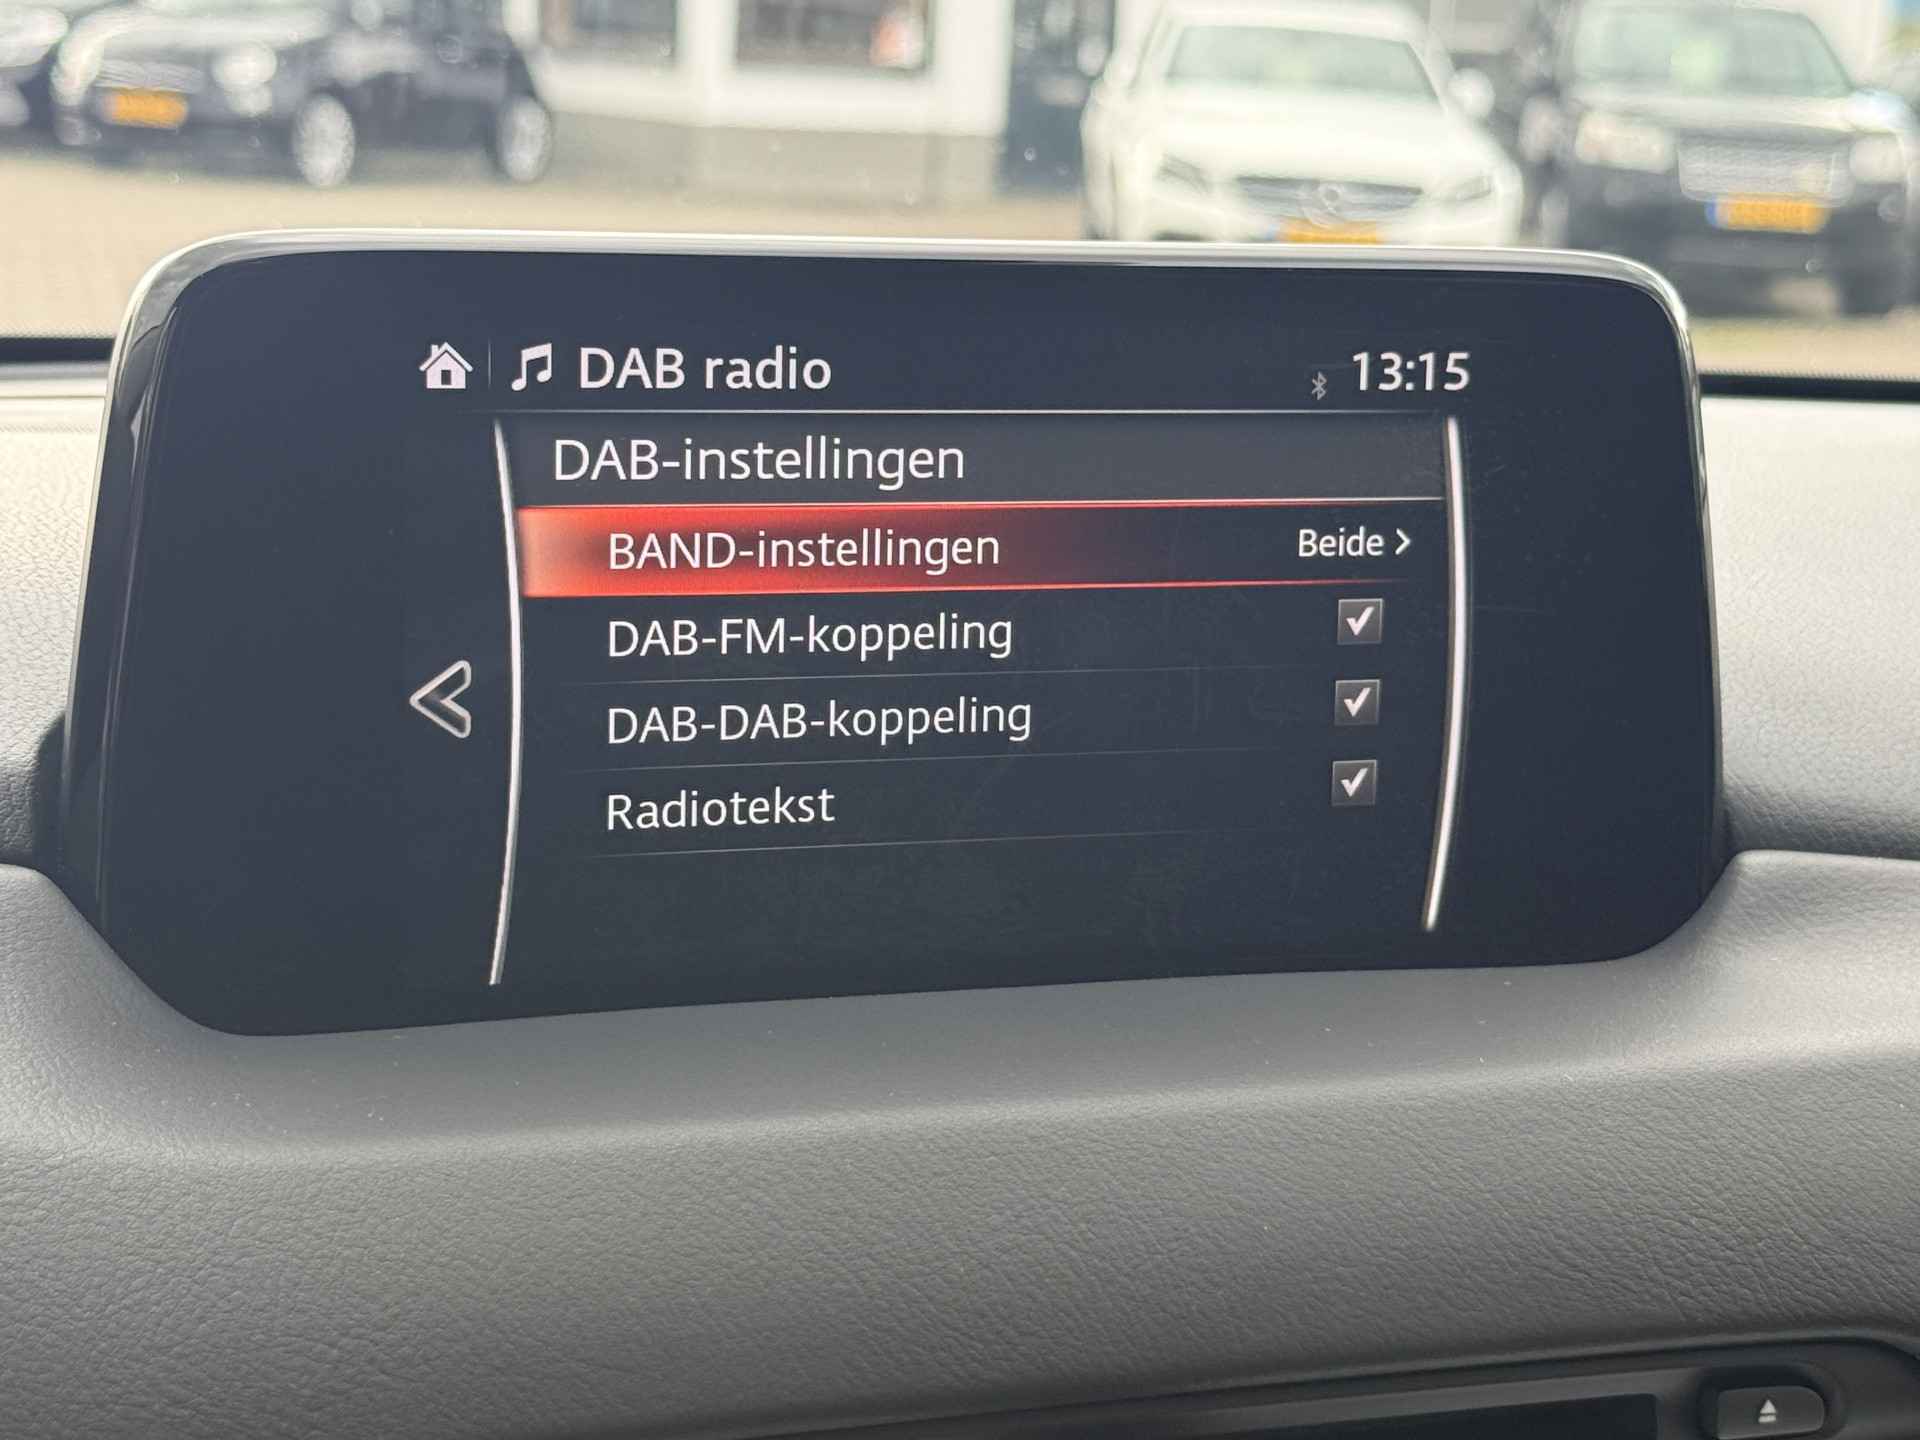 DAB radio 13:15
DAB-instellingen
BAND-instellingen Beide >
DAB-FM-koppeling
DAB-DAB-koppeling
Radiotekst